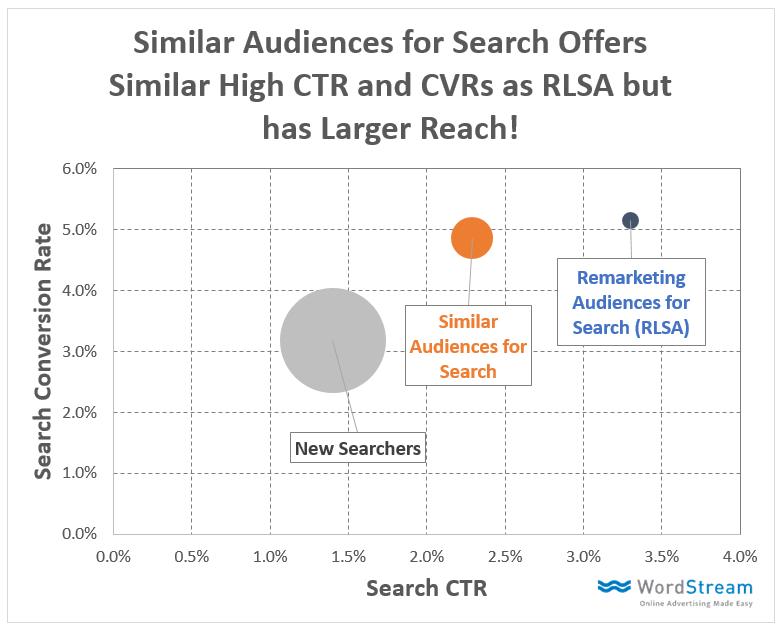 Similar Audiences for Search Offers
Similar High CTR and CVRs as RLSA but
has Larger Reach!
6.0%
5.0%
4.0%
3.0%
2.0%
1.0%
0.0%
Search Conversion Rate
Remarketing
Audiences for
Search (RLSA)
Similar
Audiences for
Search
New Searchers
0.0% 0.5% 1.0% 1.5% 2.0% 2.5% 3.0% 3.5% 4.0%
Search CTR
WordStream
Online Advertising Made Easy